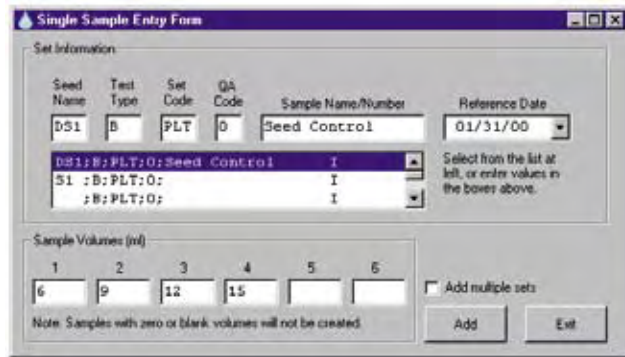 Single Sample Entry Form
Set Information
Seed Name Test Type Set Code QA Code Sample Name/Number Reference Date
DS1 B PLT 0 Seed Control 01/31/00
DS1;B;PLT;0;Seed Control I
S1 ;B;PLT;0; I
;B;PLT;0; I
Select from the list at
left, or enter values in
the boxes above.
Sample Volumes (ml)
1 2 3 4 5 6
6 9 12 15
Add multiple sets
Note: Samples with zero or blank volumes will not be created.
Add Exit